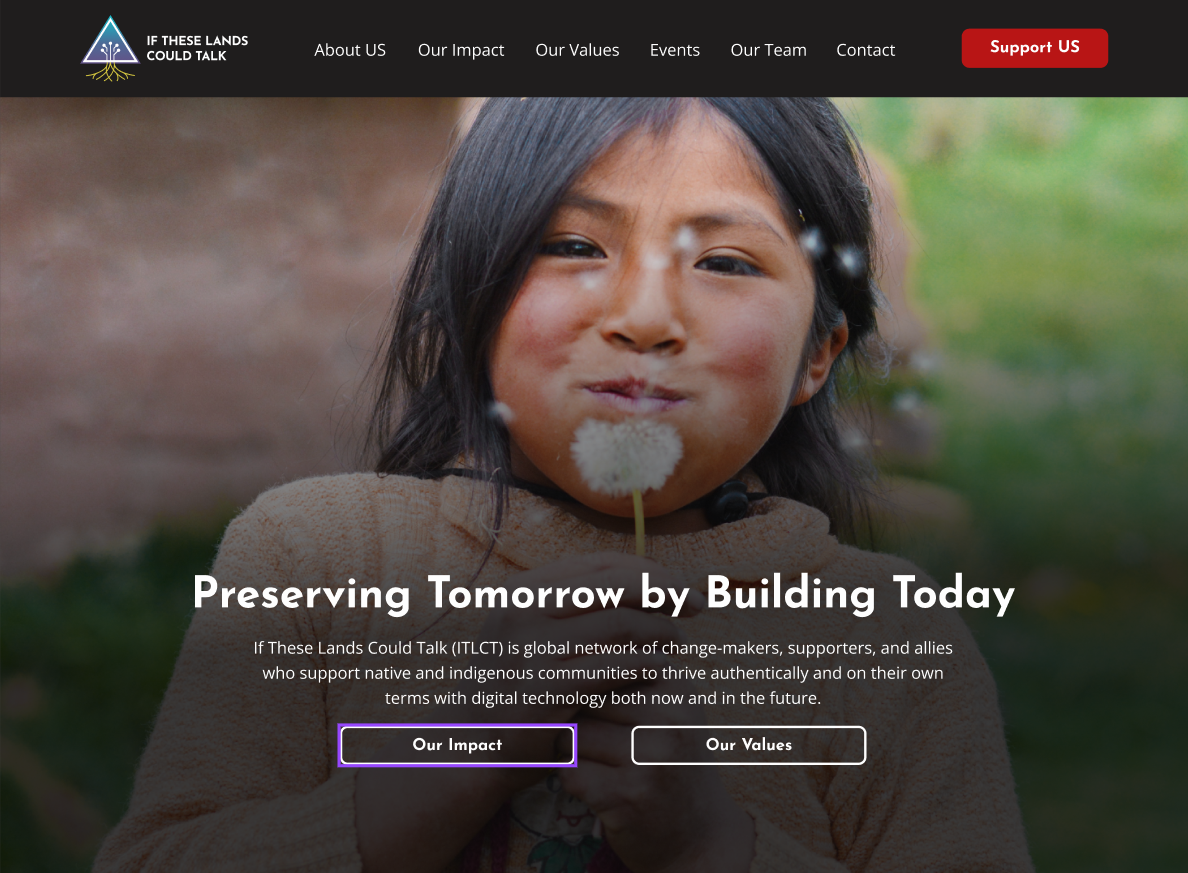 IF THESE LANDS
COULD TALK
About US
Our Impact
Our Values
Events
Our Team
Contact
Support US
Preserving Tomorrow by Building Today
If These Lands Could Talk (ITLCT) is global network of change-makers, supporters, and allies
who support native and indigenous communities to thrive authentically and on their own
terms with digital technology both now and in the future.
Our Impact
Our Values